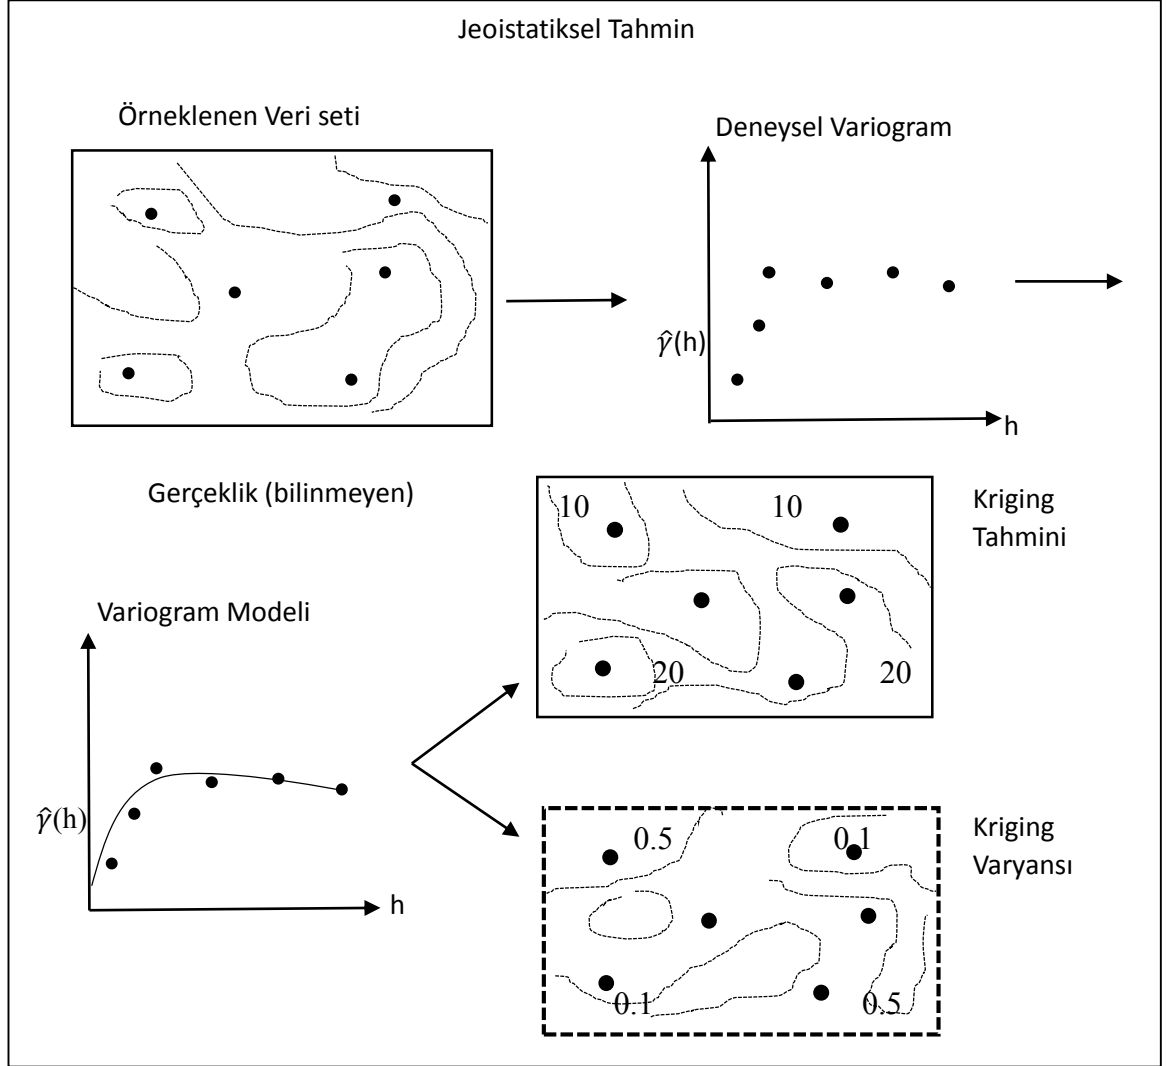 Jeoistatiksel Tahmin
Örneklenen Veri seti
Deneysel Variogram
γ̂(h)
h
Gerçeklik (bilinmeyen)
10
10
20
20
Kriging
Tahmini
Variogram Modeli
γ̂(h)
h
0.5
0.1
0.1
0.5
Kriging
Varyansı